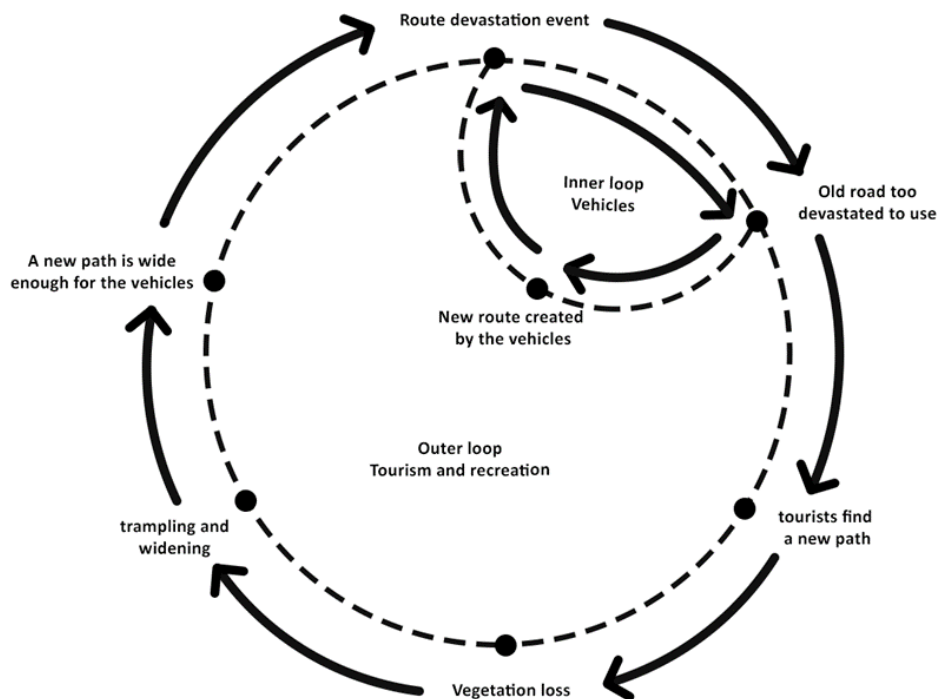 Route devastation event
Old road too
devastated to use
Inner loop
Vehicles
A new path is wide
enough for the vehicles
New route created
by the vehicles
Outer loop
Tourism and recreation
trampling and
widening
tourists find
a new path
Vegetation loss